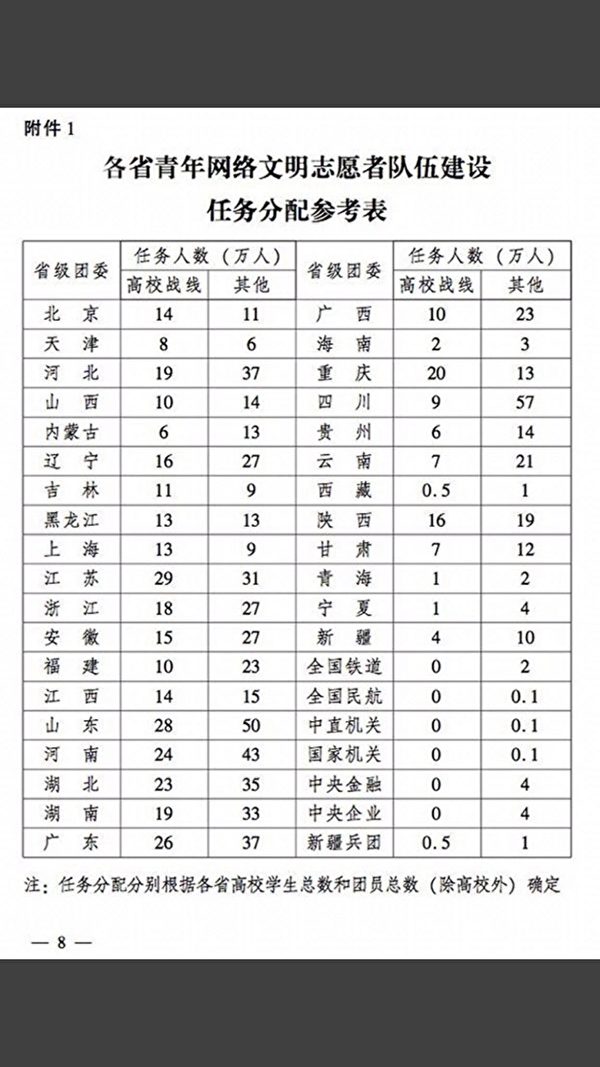 附件 1
各省青年网络文明志愿者队伍建设
任务分配参考表
省级团委 任务人数（万人） 省级团委 任务人数（万人）
高校战线 其他 高校战线 其他
北京 14 11 广西 10 23
天津 8 6 海南 2 3
河北 19 37 重庆 20 13
山西 10 14 四川 9 57
内蒙古 6 13 贵州 6 14
辽宁 16 27 云南 7 21
吉林 11 9 西藏 0.5 1
黑龙江 13 13 陕西 16 19
上海 13 9 甘肃 7 12
江苏 29 31 青海 1 2
浙江 18 27 宁夏 1 4
安徽 15 27 新疆 4 10
福建 10 23 全国铁道 0 2
江西 14 15 全国民航 0 0.1
山东 28 50 中直机关 0 0.1
河南 24 43 国家机关 0 0.1
湖北 23 35 中央金融 0 4
湖南 19 33 中央企业 0 4
广东 26 37 新疆兵团 0.5 1
注：任务分配分别根据各省高校学生总数和团员总数（除高校外）确定
— 8 —